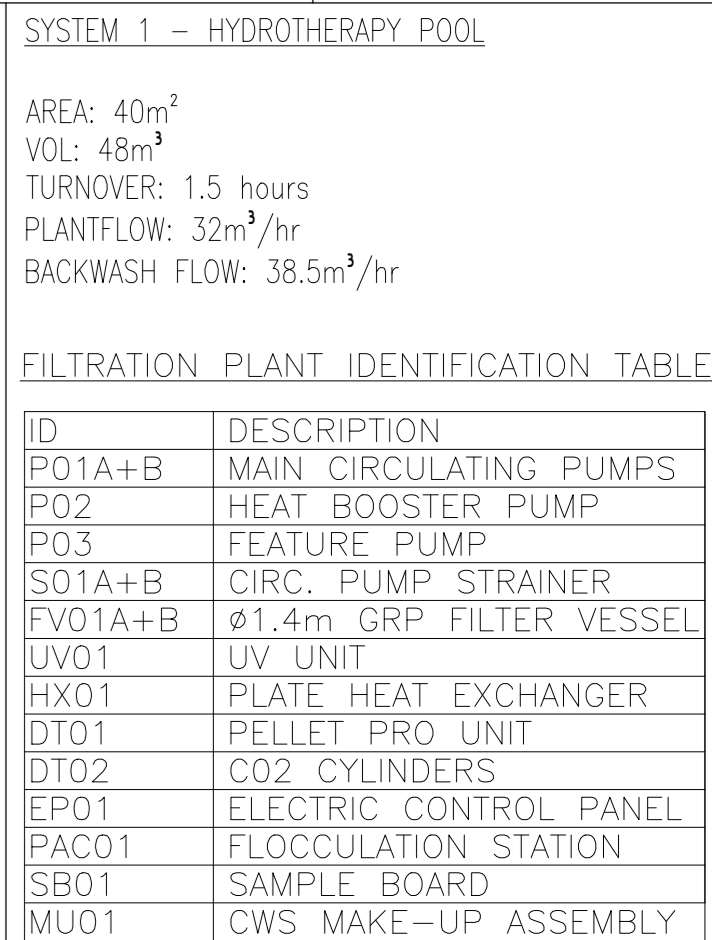 SYSTEM 1 – HYDROTHERAPY POOL
AREA: 40m²
VOL: 48m³
TURNOVER: 1.5 hours
PLANTFLOW: 32m³/hr
BACKWASH FLOW: 38.5m³/hr
FILTRATION PLANT IDENTIFICATION TABLE
ID DESCRIPTION
P01A+B MAIN CIRCULATING PUMPS
P02 HEAT BOOSTER PUMP
P03 FEATURE PUMP
S01A+B CIRC. PUMP STRAINER
FV01A+B Ø1.4m GRP FILTER VESSEL
UV01 UV UNIT
HX01 PLATE HEAT EXCHANGER
DT01 PELLET PRO UNIT
DT02 CO2 CYLINDERS
EP01 ELECTRIC CONTROL PANEL
PAC01 FLOCCULATION STATION
SB01 SAMPLE BOARD
MU01 CWS MAKE–UP ASSEMBLY